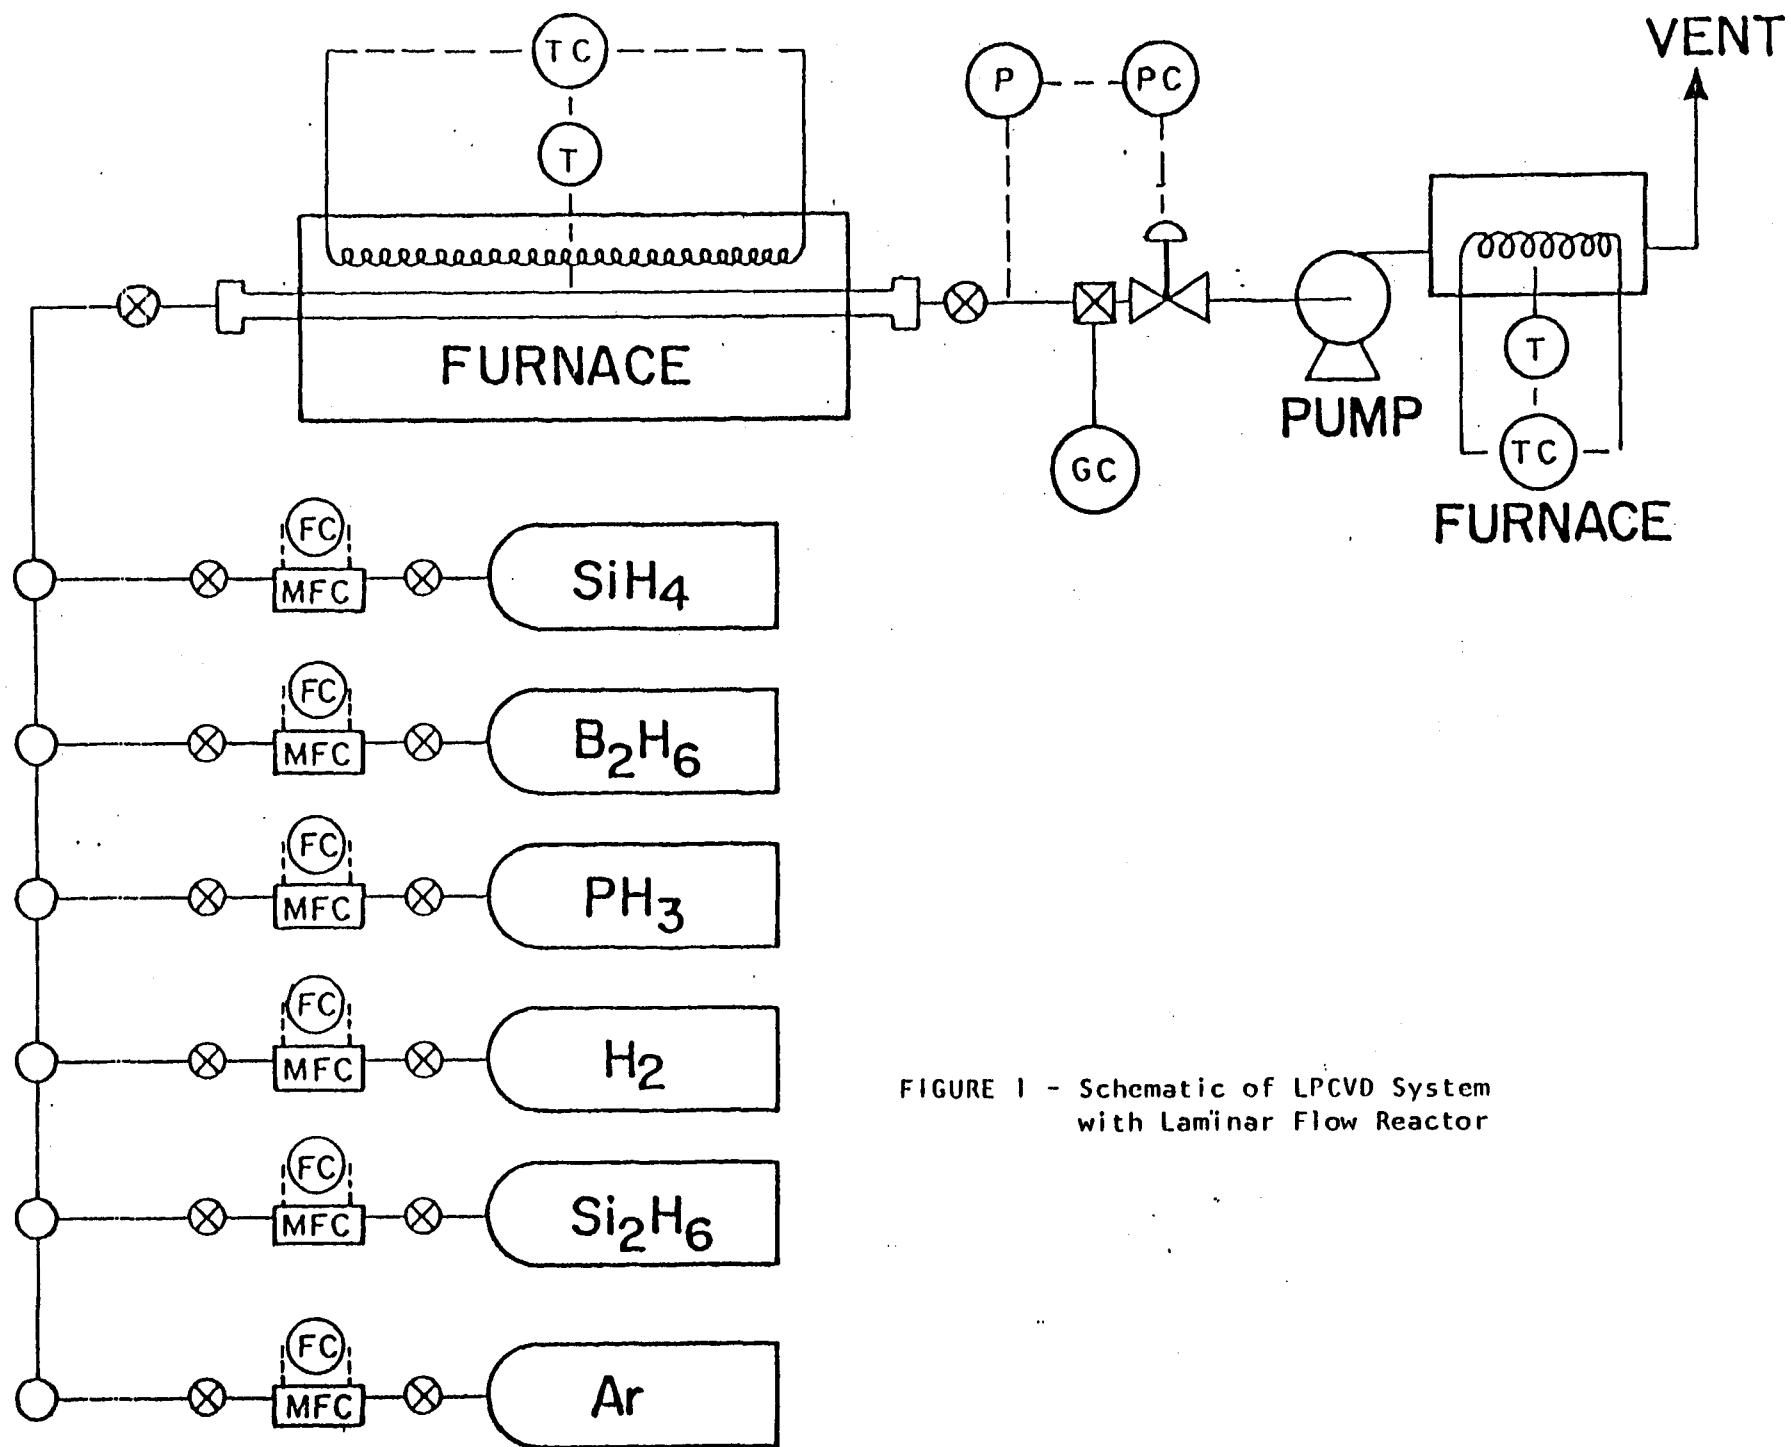 VENT
TC
P
PC
T
FURNACE
PUMP
T
GC
TC
FURNACE
FC
MFC
SiH4
FC
MFC
B2H6
FC
MFC
PH3
FC
MFC
H2
FC
MFC
Si2H6
FC
MFC
Ar
FIGURE 1 - Schematic of LPCVD System
with Laminar Flow Reactor